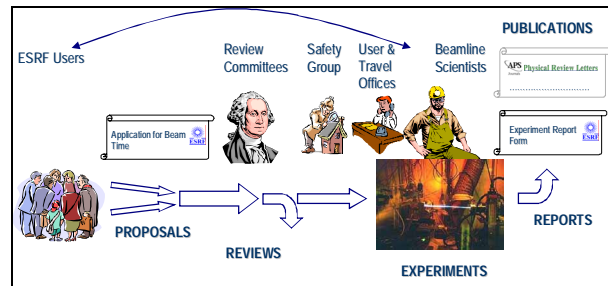 PUBLICATIONS
ESRF Users
Review
Committees
Safety
Group
User &
Travel
Offices
Beamline
Scientists
APS
Physical Review Letters
Application for Beam
Time
ESRF
Experiment Report
Form
ESRF
PROPOSALS
REVIEWS
EXPERIMENTS
REPORTS